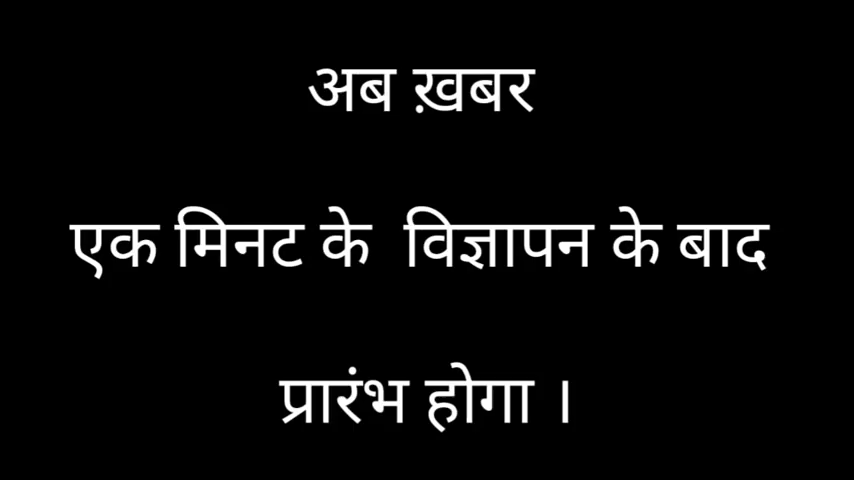 अब ख़बर
एक मिनट के विज्ञापन के बाद
प्रारंभ होगा ।